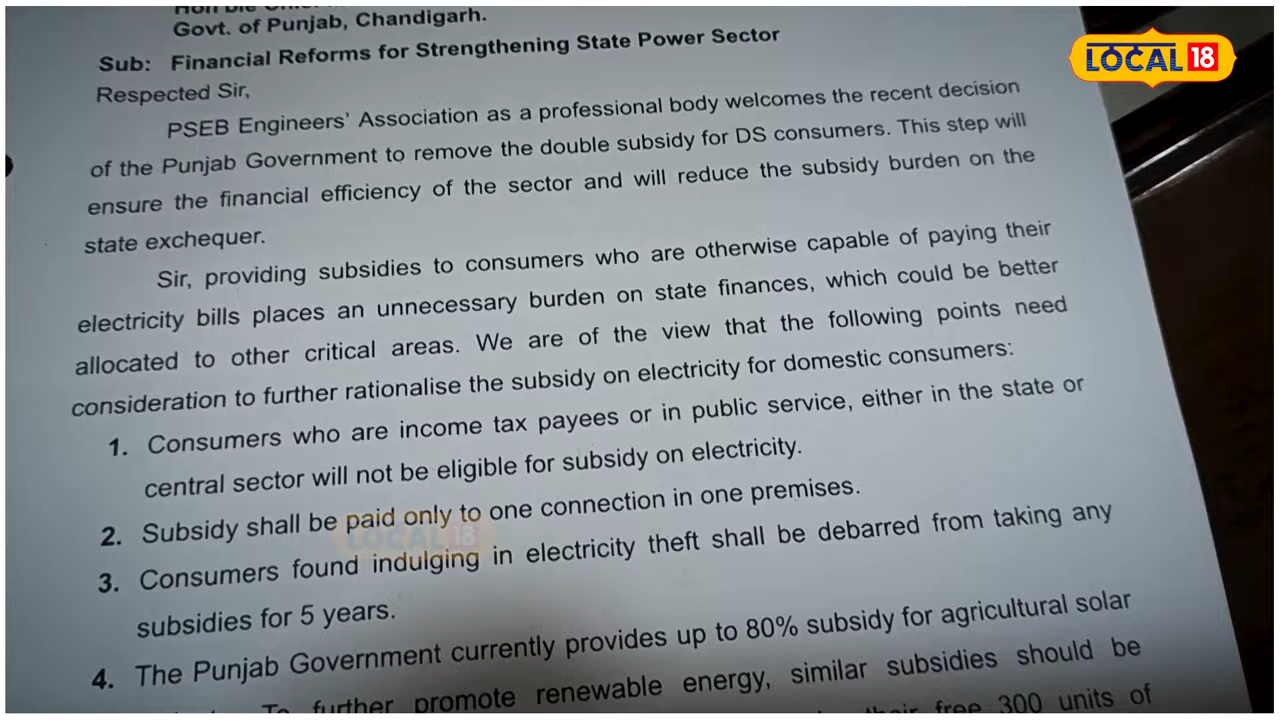 Hon'ble
Govt. of Punjab, Chandigarh.
Sub: Financial Reforms for Strengthening State Power Sector
LOCAL 18
Respected Sir,
PSEB Engineers' Association as a professional body welcomes the recent decision
of the Punjab Government to remove the double subsidy for DS consumers. This step will
ensure the financial efficiency of the sector and will reduce the subsidy burden on the
state exchequer.
Sir, providing subsidies to consumers who are otherwise capable of paying their
electricity bills places an unnecessary burden on state finances, which could be better
allocated to other critical areas. We are of the view that the following points need
consideration to further rationalise the subsidy on electricity for domestic consumers:
1. Consumers who are income tax payees or in public service, either in the state or
central sector will not be eligible for subsidy on electricity.
2. Subsidy shall be paid only to one connection in one premises.
LOCAL 18
3. Consumers found indulging in electricity theft shall be debarred from taking any
subsidies for 5 years.
4. The Punjab Government currently provides up to 80% subsidy for agricultural solar
To further promote renewable energy, similar subsidies should be
their free 300 units of